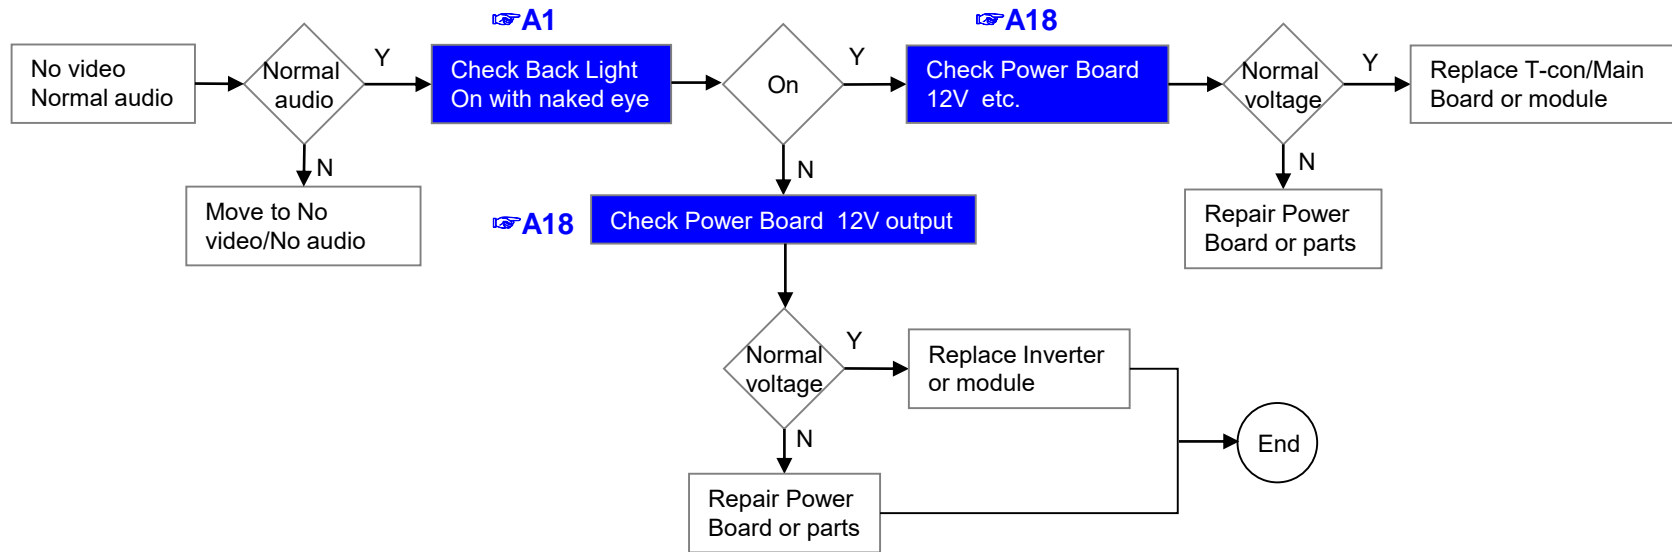 ☞A1
☞A18
No video
Normal audio
Normal
audio
Y
Check Back Light
On with naked eye
On
Y
Check Power Board
12V etc.
Normal
voltage
Y
Replace T-con/Main
Board or module
N
Move to No
video/No audio
N
☞A18
Check Power Board 12V output
N
Repair Power
Board or parts
Normal
voltage
Y
Replace Inverter
or module
N
End
Repair Power
Board or parts